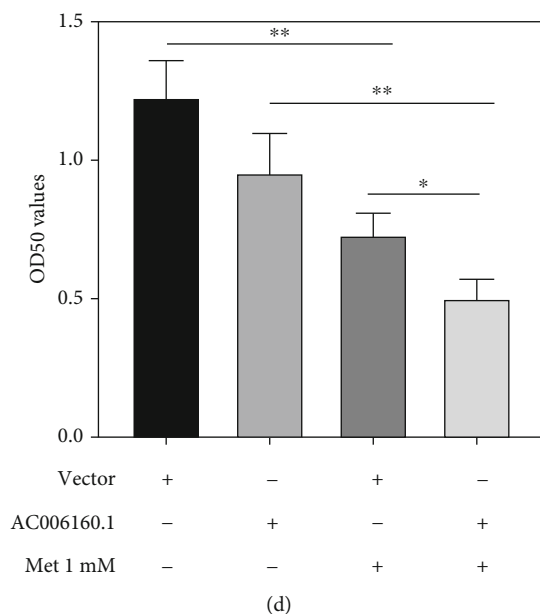 1.5
**
**
1.0
*
OD50 values
0.5
0.0
Vector + – + –
AC006160.1 – + – +
Met 1 mM – – + +
(d)